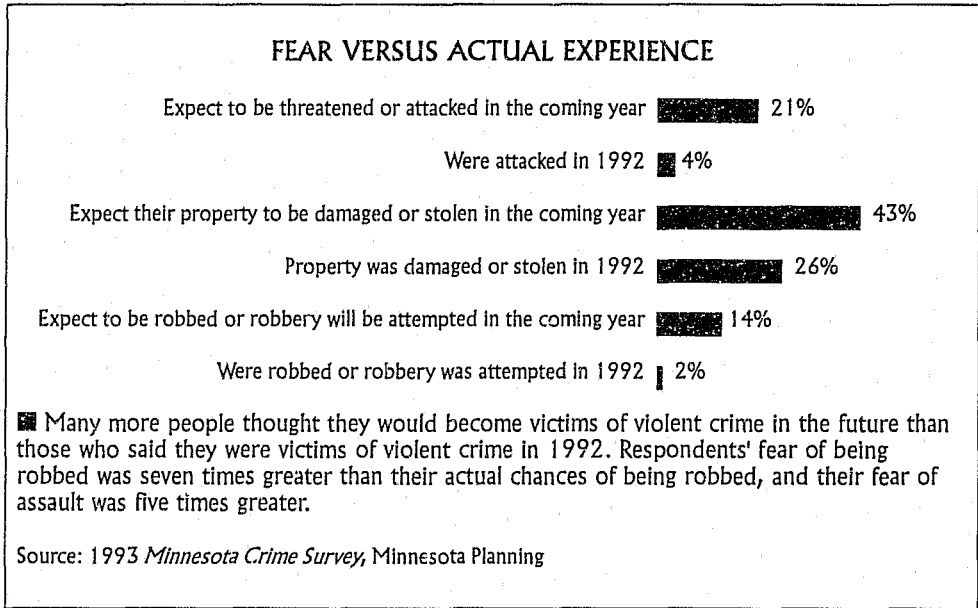 FEAR VERSUS ACTUAL EXPERIENCE
Expect to be threatened or attacked in the coming year 21%
Were attacked in 1992 4%
Expect their property to be damaged or stolen in the coming year 43%
Property was damaged or stolen in 1992 26%
Expect to be robbed or robbery will be attempted in the coming year 14%
Were robbed or robbery was attempted in 1992 2%
Many more people thought they would become victims of violent crime in the future than
those who said they were victims of violent crime in 1992. Respondents' fear of being
robbed was seven times greater than their actual chances of being robbed, and their fear of
assault was five times greater.
Source: 1993 Minnesota Crime Survey, Minnesota Planning